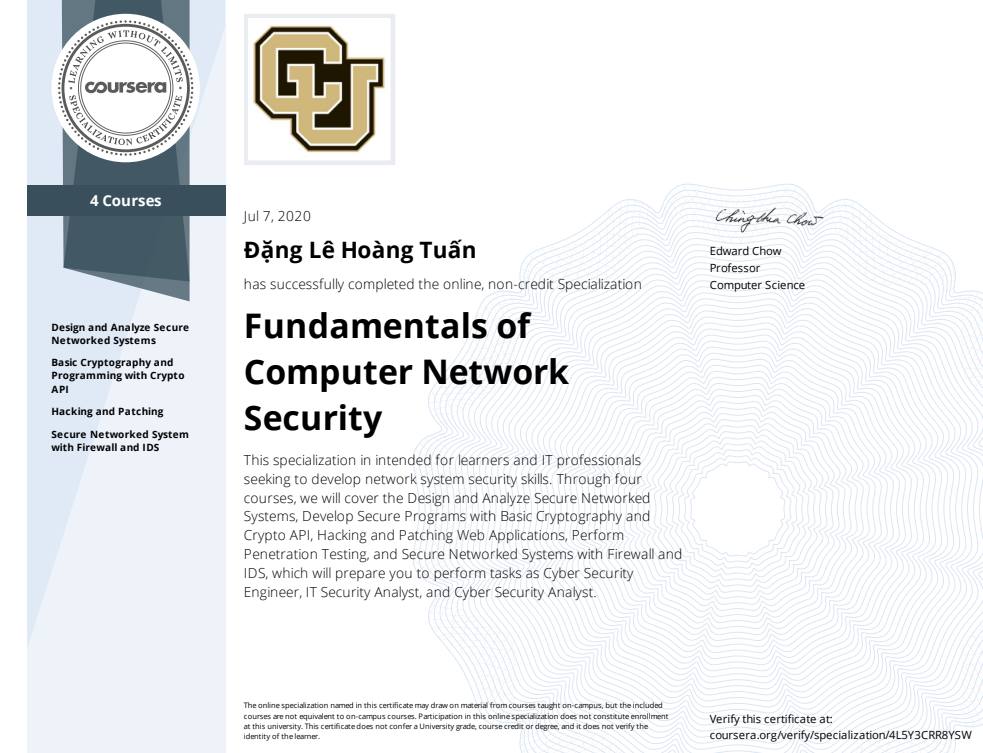 LEARNING WITHOUT LIMITS
coursera
SPECIALIZATION CERTIFICATE
4 Courses
Design and Analyze Secure
Networked Systems
Basic Cryptography and
Programming with Crypto
API
Hacking and Patching
Secure Networked System
with Firewall and IDS
CU
Jul 7, 2020
Đặng Lê Hoàng Tuấn
has successfully completed the online, non-credit Specialization
Fundamentals of
Computer Network
Security
This specialization in intended for learners and IT professionals
seeking to develop network system security skills. Through four
courses, we will cover the Design and Analyze Secure Networked
Systems, Develop Secure Programs with Basic Cryptography and
Crypto API, Hacking and Patching Web Applications, Perform
Penetration Testing, and Secure Networked Systems with Firewall and
IDS, which will prepare you to perform tasks as Cyber Security
Engineer, IT Security Analyst, and Cyber Security Analyst.
Chinghua Chow
Edward Chow
Professor
Computer Science
The online specialization named in this certificate may draw on material from courses taught on-campus, but the included
courses are not equivalent to on-campus courses. Participation in this online specialization does not constitute enrollment
at this university. This certificate does not confer a University grade, course credit or degree, and it does not verify the
identity of the learner.
Verify this certificate at:
coursera.org/verify/specialization/4L5Y3CRR8YSW